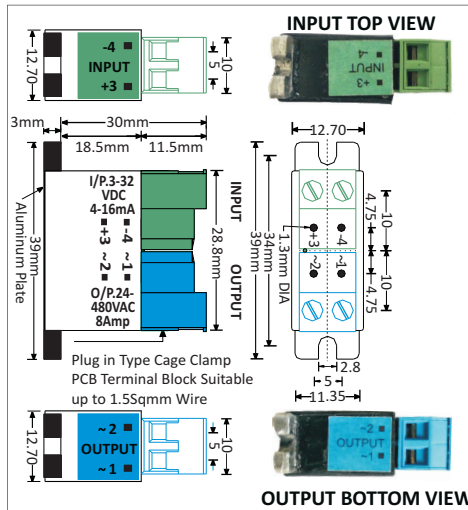 INPUT TOP VIEW
12.70
-4
INPUT
+3
5
10
-4
INPUT
+3
3mm
30mm
18.5mm
11.5mm
12.70
Aluminum Plate
39mm
I/P.3-32
VDC
4-16mA
+3 -4
~2 ~1
O/P.24-
480VAC
8Amp
INPUT
OUTPUT
28.8mm
39mm
34mm
1.3mm DIA
+3 -4
~2 ~1
4.75
10
10
4.75
Plug in Type Cage Clamp
PCB Terminal Block Suitable
up to 1.5Sqmm Wire
2.8
5
11.35
12.70
~2
OUTPUT
~1
5
10
~2
OUTPUT
~1
OUTPUT BOTTOM VIEW